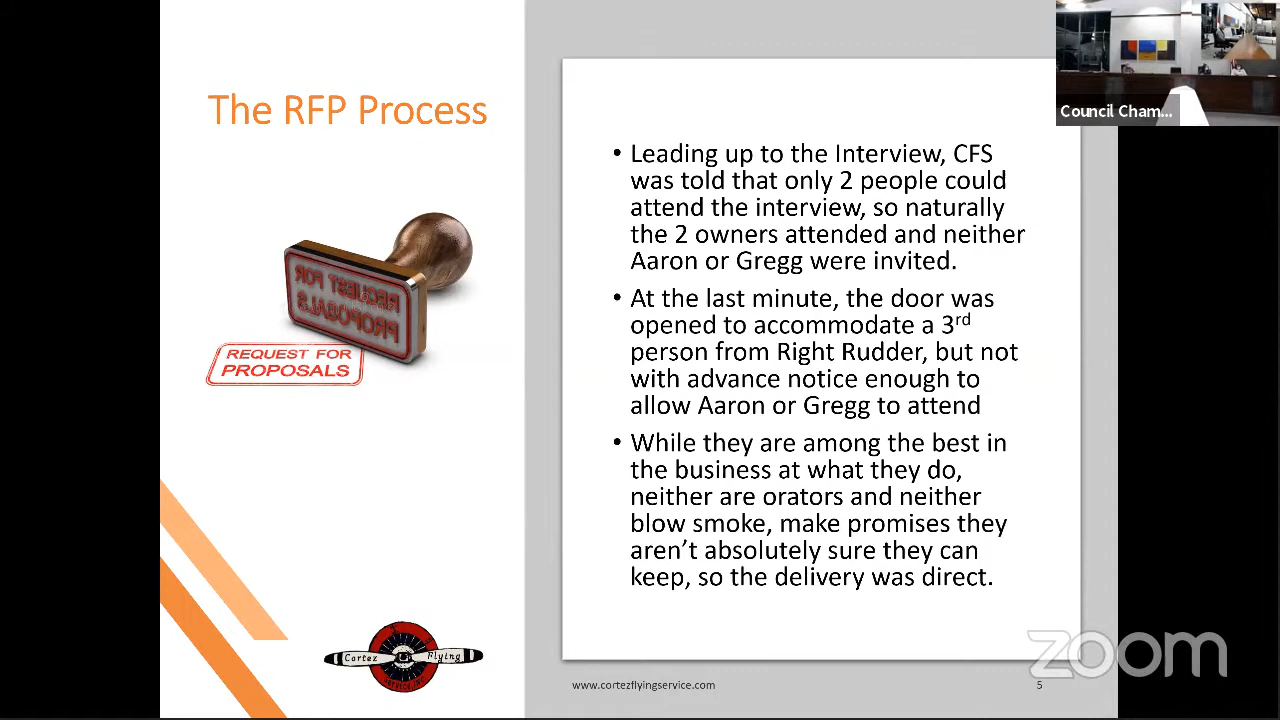 The RFP Process
REQUEST FOR
PROPOSALS
REQUEST FOR
PROPOSALS
Cortez Flying
• Leading up to the Interview, CFS
was told that only 2 people could
attend the interview, so naturally
the 2 owners attended and neither
Aaron or Gregg were invited.
• At the last minute, the door was
opened to accommodate a 3rd
person from Right Rudder, but not
with advance notice enough to
allow Aaron or Gregg to attend
• While they are among the best in
the business at what they do,
neither are orators and neither
blow smoke, make promises they
aren’t absolutely sure they can
keep, so the delivery was direct.
www.cortezflyingservice.com
5
Council Cham...
zoom